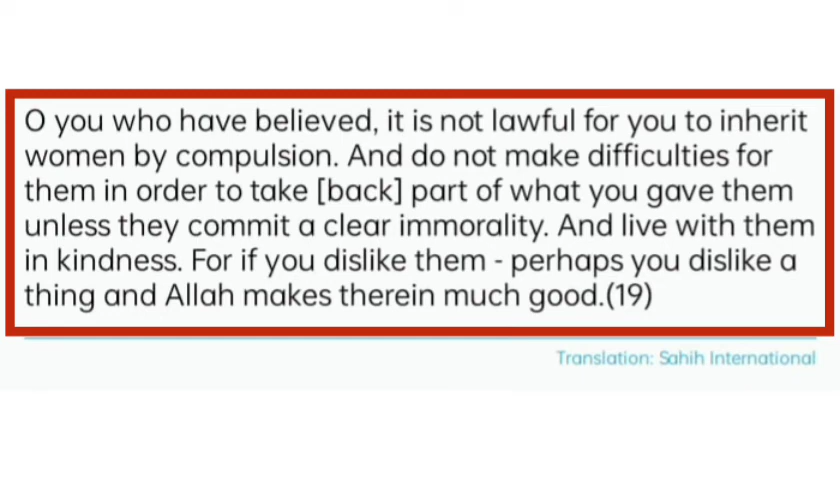 O you who have believed, it is not lawful for you to inherit
women by compulsion. And do not make difficulties for
them in order to take [back] part of what you gave them
unless they commit a clear immorality. And live with them
in kindness. For if you dislike them - perhaps you dislike a
thing and Allah makes therein much good.(19)
Translation: Sahih International